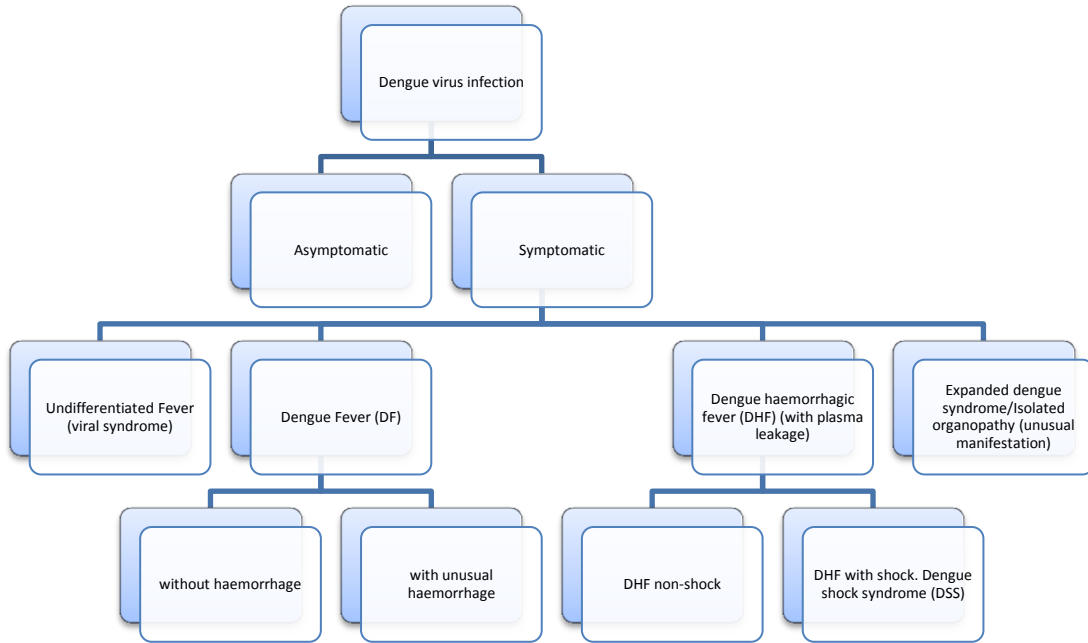 Dengue virus infection
Asymptomatic
Symptomatic
Undifferentiated Fever
(viral syndrome)
Dengue Fever (DF)
Dengue haemorrhagic
fever (DHF) (with plasma
leakage)
Expanded dengue
syndrome/Isolated
organopathy (unusual
manifestation)
without haemorrhage
with unusual
haemorrhage
DHF non-shock
DHF with shock. Dengue
shock syndrome (DSS)